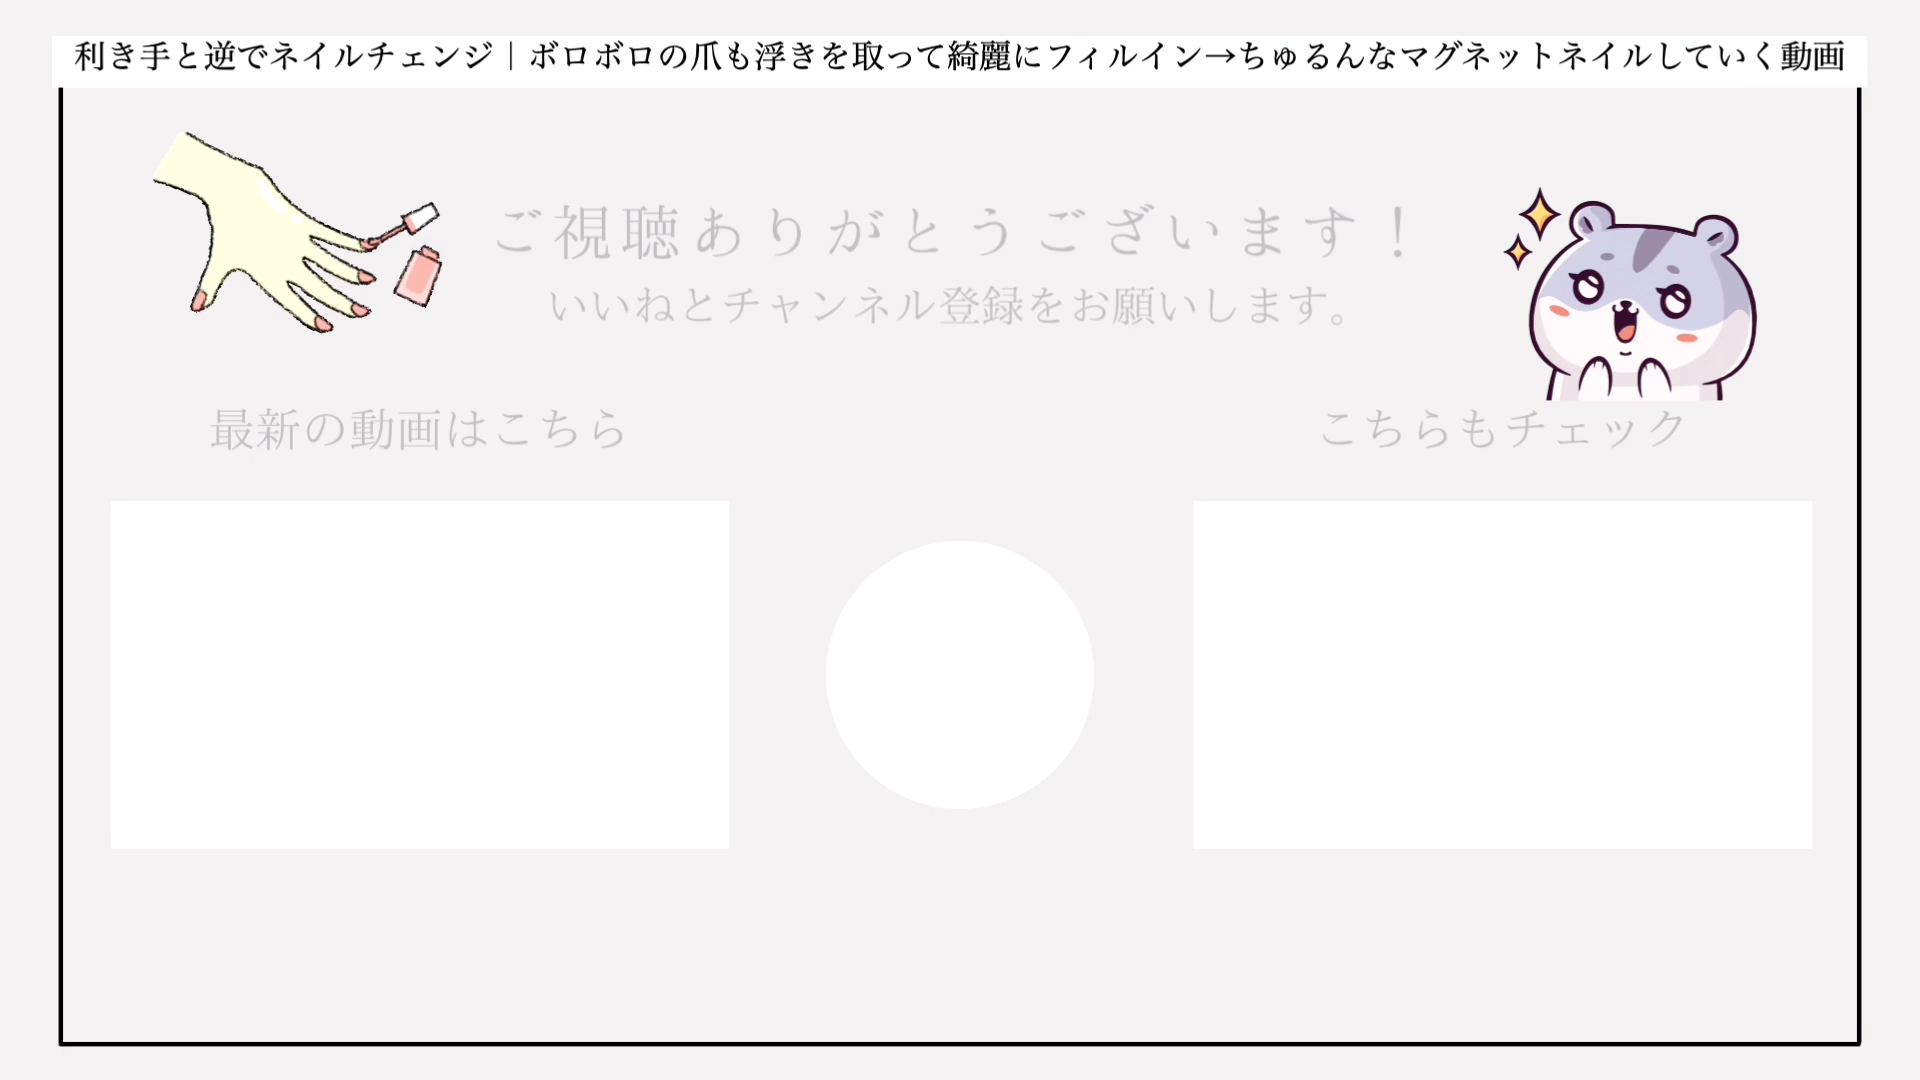 利き手と逆でネイルチェンジ｜ボロボロの爪も浮きを取って綺麗にフィルイン→ちゅるんなマグネットネイルしていく動画
ご視聴ありがとうございます！
いいねとチャンネル登録をお願いします。
最新の動画はこちら
こちらもチェック